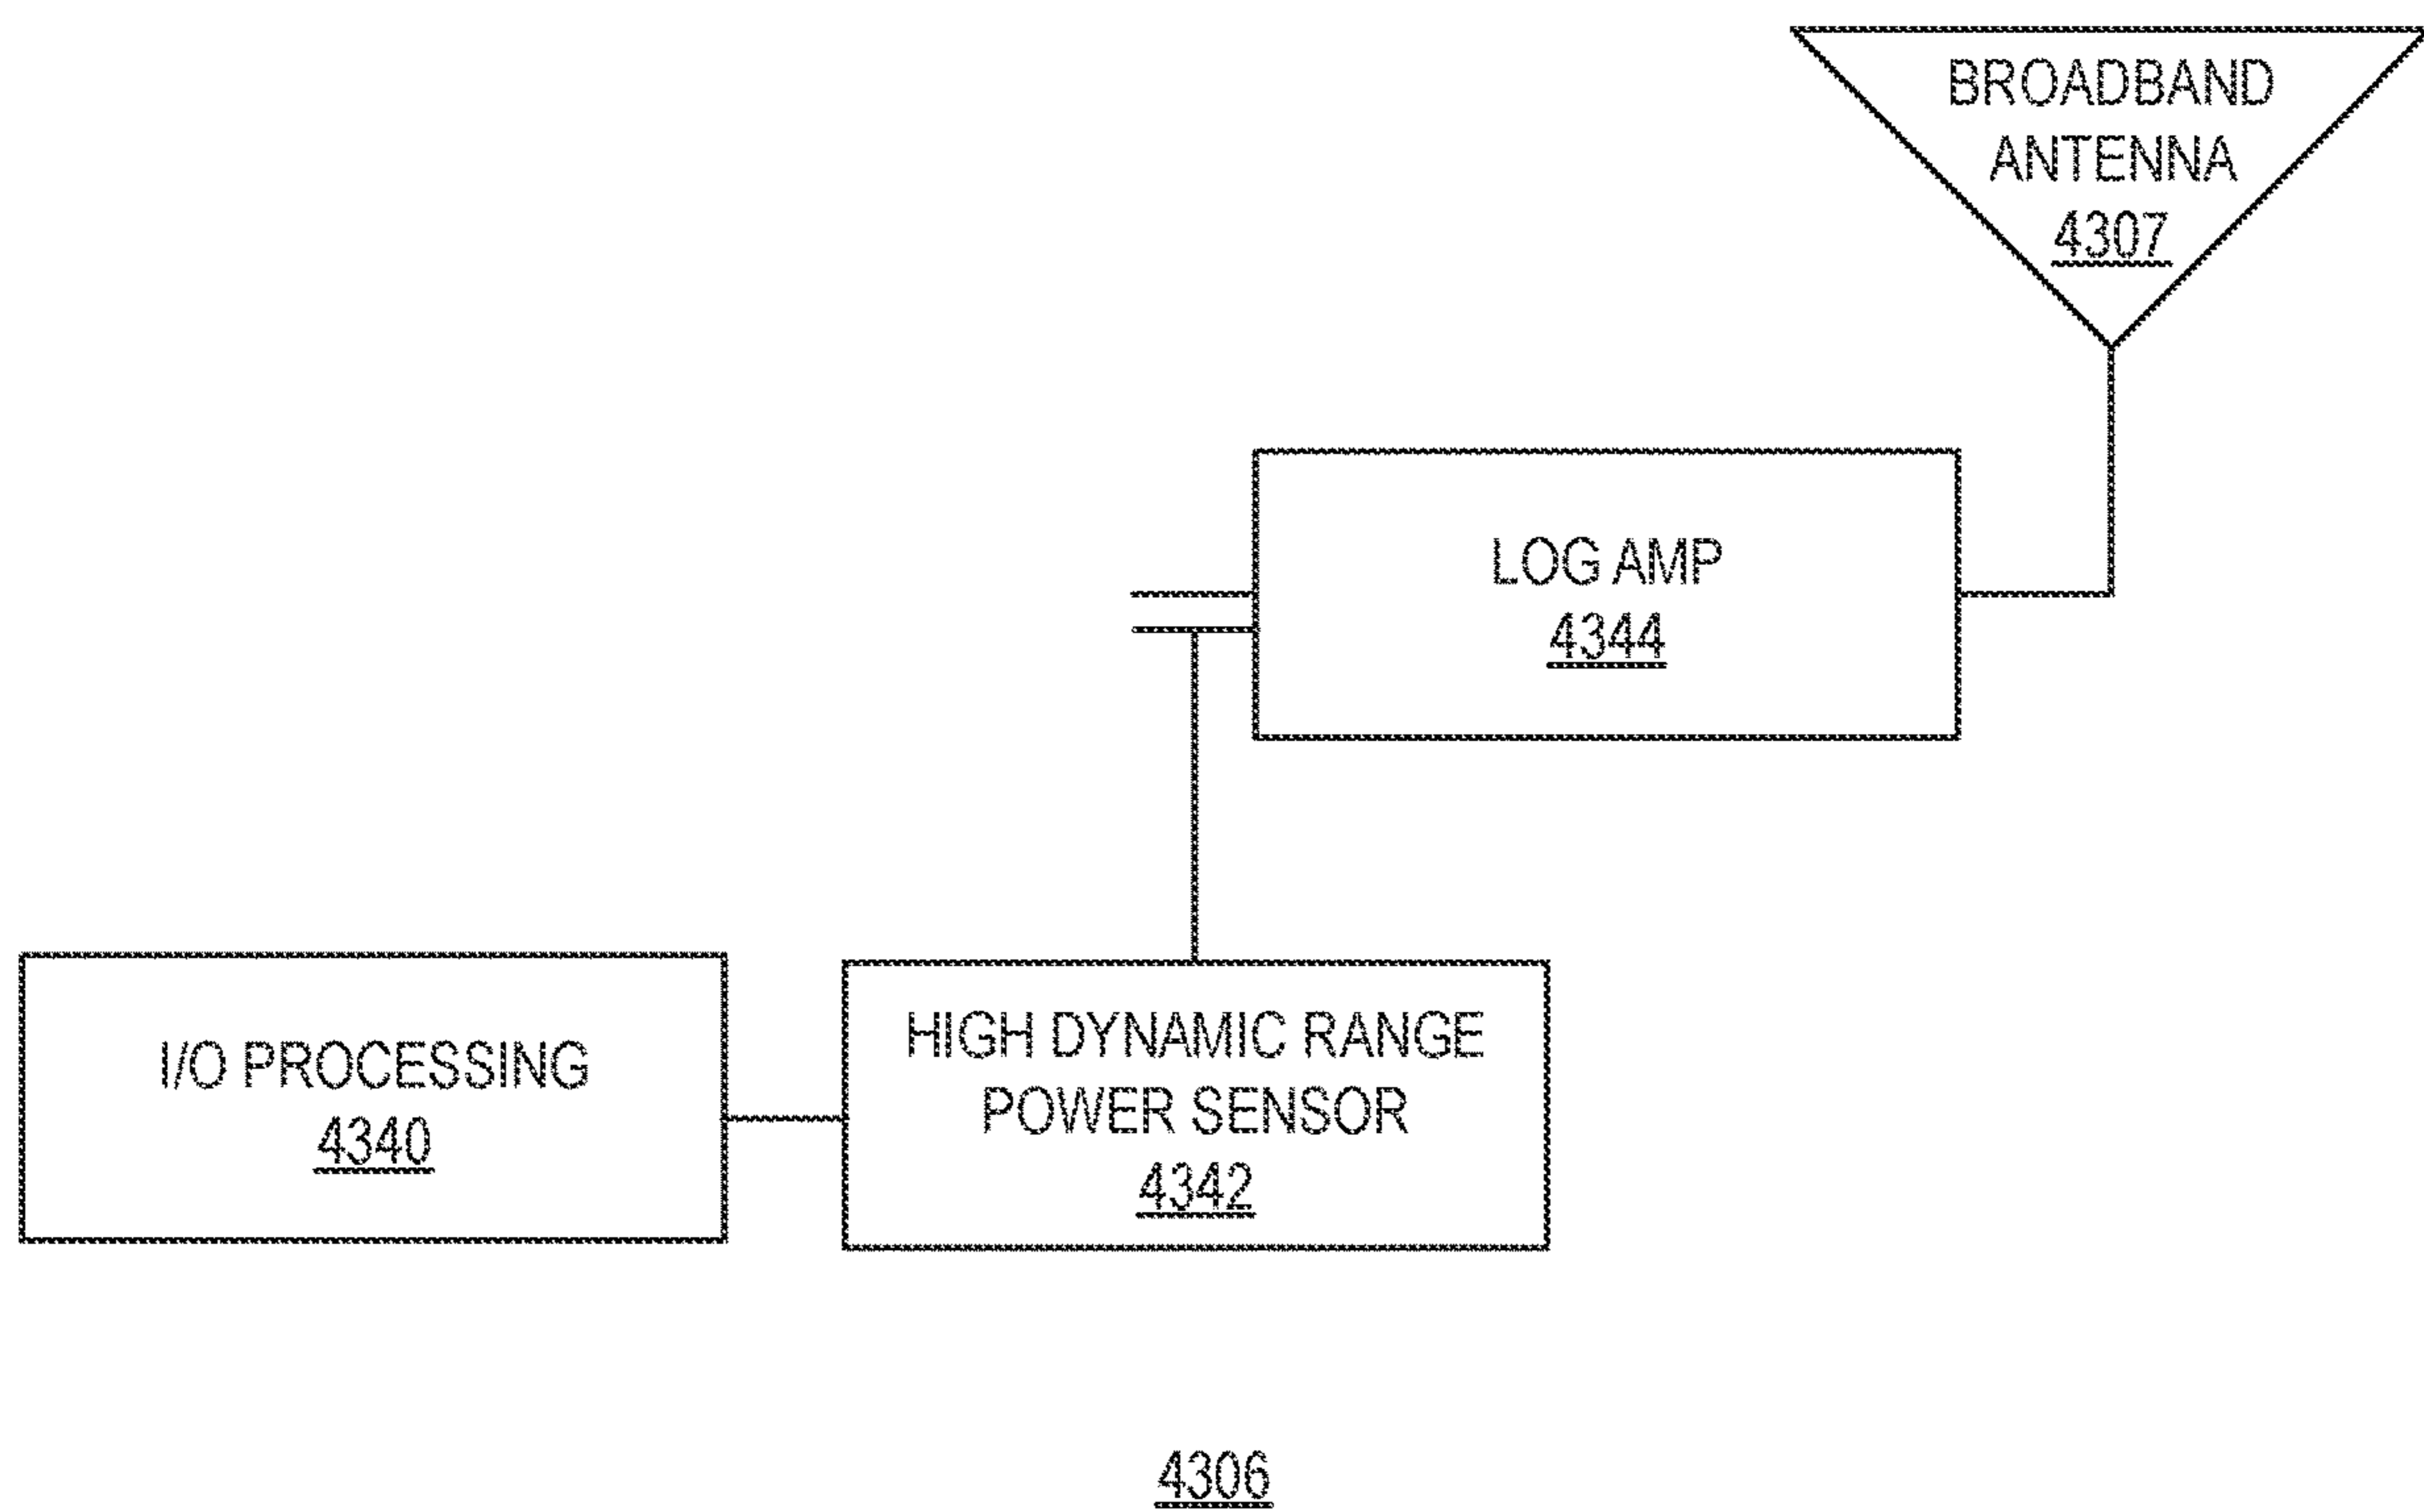 BROADBAND
ANTENNA
4307
LOG AMP
4344
I/O PROCESSING
4340
HIGH DYNAMIC RANGE
POWER SENSOR
4342
4306